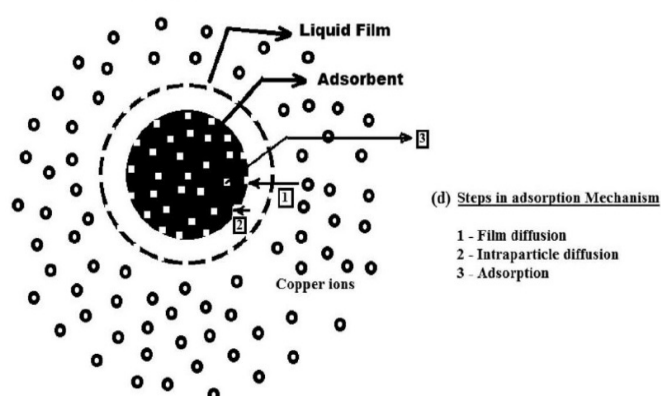 Liquid Film
Adsorbent
3
1
2
Copper ions
(d) Steps in adsorption Mechanism
1 - Film diffusion
2 - Intraparticle diffusion
3 - Adsorption